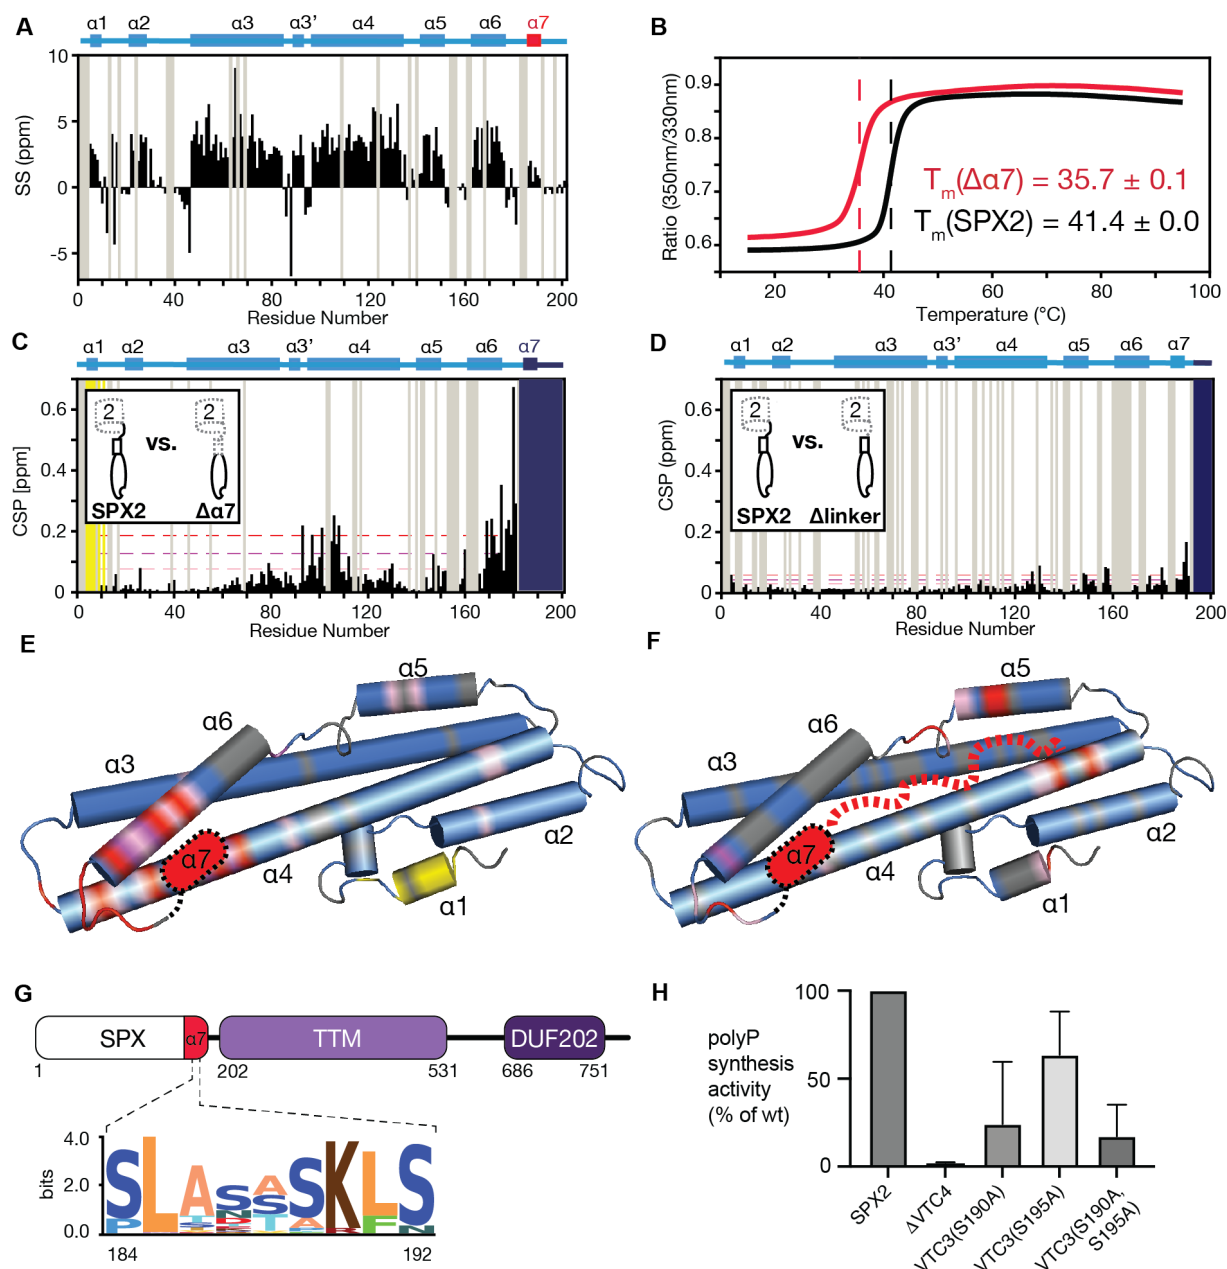 A
α1 α2 α3 α3’ α4 α5 α6 α7
10
5
0
-5
SS (ppm)
0 40 80 120 160 200
Residue Number
B
0.9
0.8
0.7
0.6
Ratio (350nm/330nm)
Tm(Δα7) = 35.7 ± 0.1
Tm(SPX2) = 41.4 ± 0.0
20 40 60 80 100
Temperature (°C)
C
α1 α2 α3 α3’ α4 α5 α6 α7
0.6
0.4
0.2
0
CSP [ppm]
2 vs. 2
SPX2 Δα7
0 40 80 120 160 200
Residue Number
D
α1 α2 α3 α3’ α4 α5 α6 α7
0.6
0.4
0.2
0
CSP (ppm)
2 vs. 2
SPX2 Δlinker
0 40 80 120 160 200
Residue Number
E
α5
α6
α3
α2
α7
α4
α1
F
α5
α6
α3
α2
α7
α4
α1
G
SPX α7 TTM DUF202
1 202 531 686 751
4.0
2.0
0.0
bits
SLASASKLS
184 192
H
100
50
0
polyP
synthesis
activity
(% of wt)
SPX2
ΔVTC4
VTC3(S190A)
VTC3(S195A)
VTC3(S190A,
S195A)